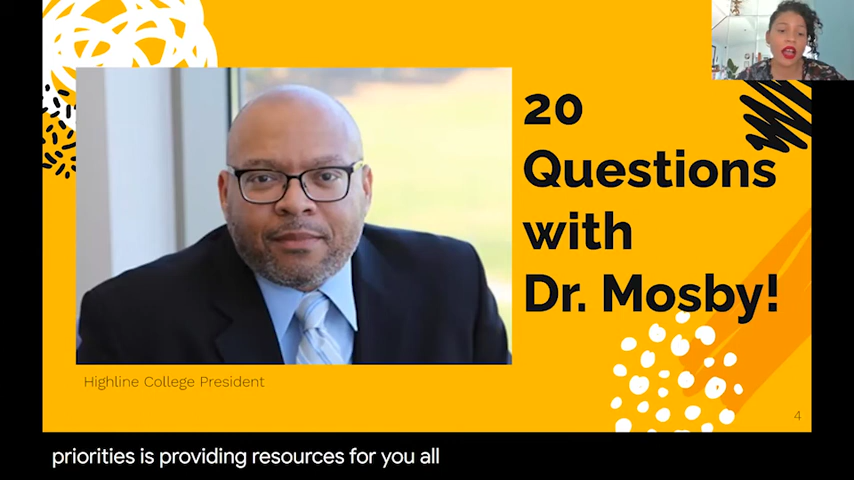 20
Questions
with
Dr. Mosby!
Highline College President
4
priorities is providing resources for you all